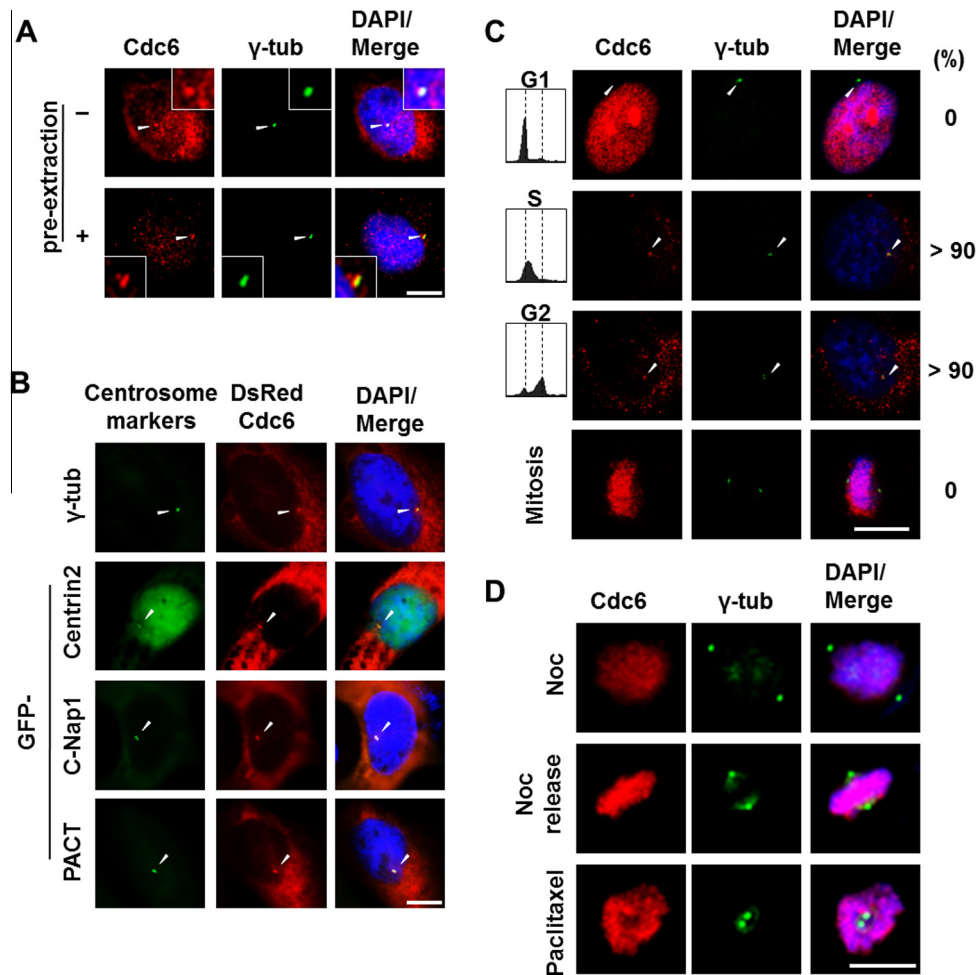 A
Cdc6 γ-tub DAPI/
Merge
pre-extraction
−
+
B
Centrosome
markers
DsRed
Cdc6
DAPI/
Merge
γ-tub
GFP-
Centrin2
C-Nap1
PACT
C
Cdc6 γ-tub DAPI/
Merge
(%)
G1
0
S
> 90
G2
> 90
Mitosis
0
D
Cdc6 γ-tub DAPI/
Merge
Noc
Noc
release
Paclitaxel